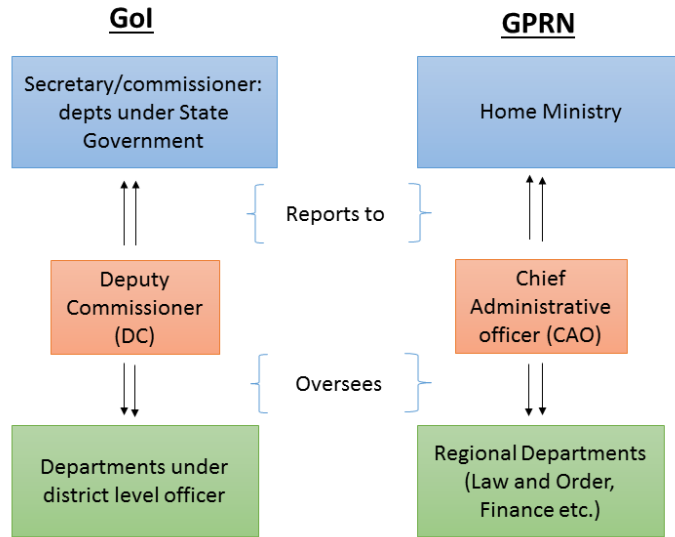 GoI
GPRN
Secretary/commissioner:
depts under State
Government
Home Ministry
Reports to
Deputy
Commissioner
(DC)
Chief
Administrative
officer (CAO)
Oversees
Departments under
district level officer
Regional Departments
(Law and Order,
Finance etc.)